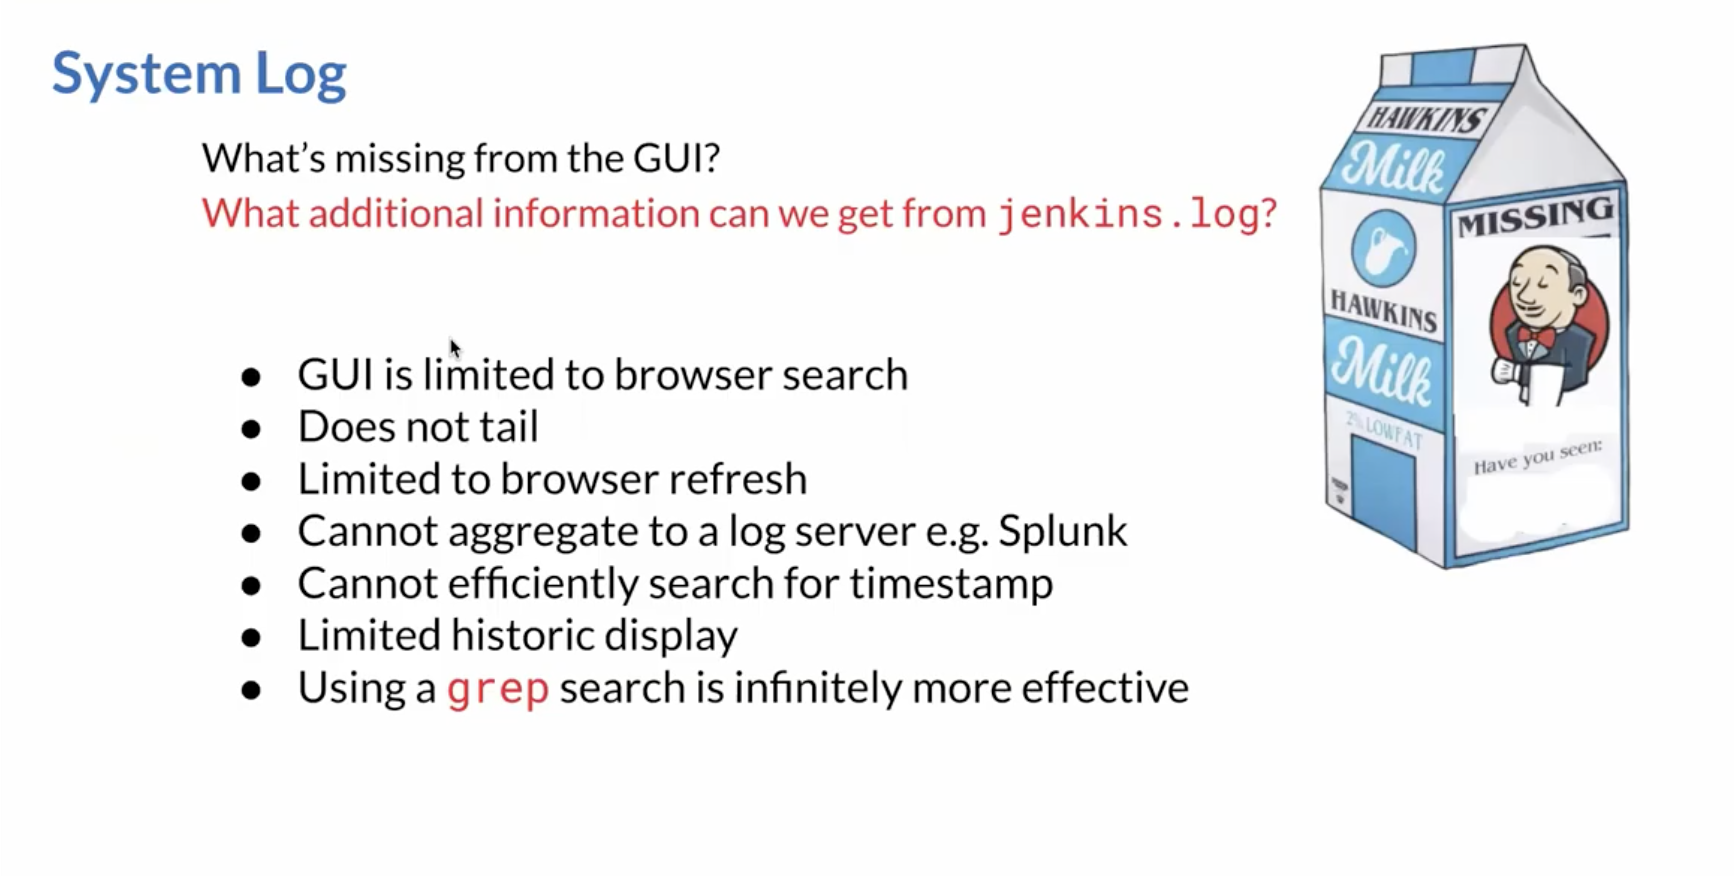 System Log
What's missing from the GUI?
What additional information can we get from jenkins.log?
● GUI is limited to browser search
● Does not tail
● Limited to browser refresh
● Cannot aggregate to a log server e.g. Splunk
● Cannot efficiently search for timestamp
● Limited historic display
● Using a grep search is infinitely more effective
HAWKINS
Milk
HAWKINS
Milk
2% LOWFAT
MISSING
Have you seen: